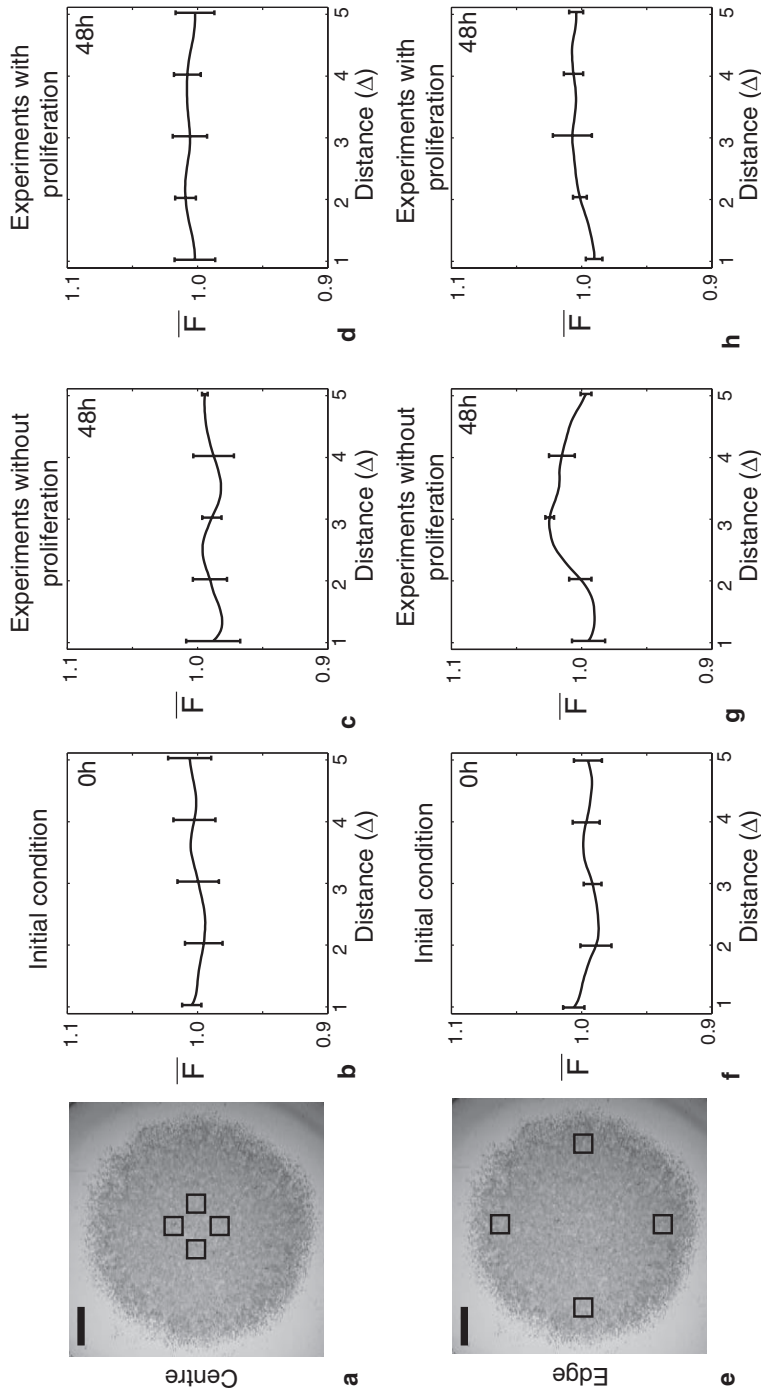 Centre
a
Initial condition
0h
1.1
1.0
0.9
F
1 2 3 4 5
Distance (Δ)
b
Experiments without
proliferation
48h
1.1
1.0
0.9
F
1 2 3 4 5
Distance (Δ)
c
Experiments with
proliferation
48h
1.1
1.0
0.9
F
1 2 3 4 5
Distance (Δ)
d
Edge
e
Initial condition
0h
1.1
1.0
0.9
F
1 2 3 4 5
Distance (Δ)
f
Experiments without
proliferation
48h
1.1
1.0
0.9
F
1 2 3 4 5
Distance (Δ)
g
Experiments with
proliferation
48h
1.1
1.0
0.9
F
1 2 3 4 5
Distance (Δ)
h